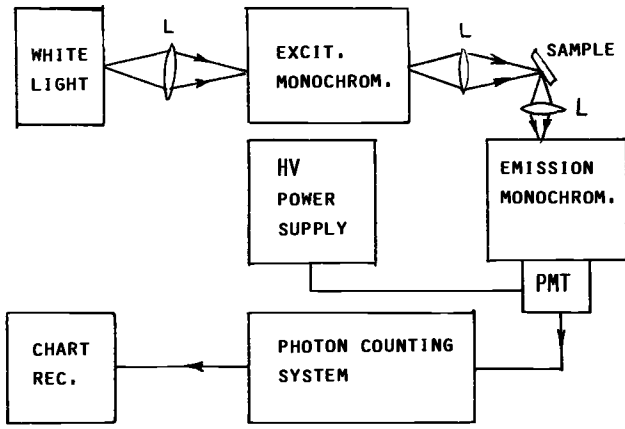 WHITE
LIGHT
L
EXCIT.
MONOCHROM.
L
SAMPLE
L
HV
POWER
SUPPLY
EMISSION
MONOCHROM.
PMT
CHART
REC.
PHOTON COUNTING
SYSTEM